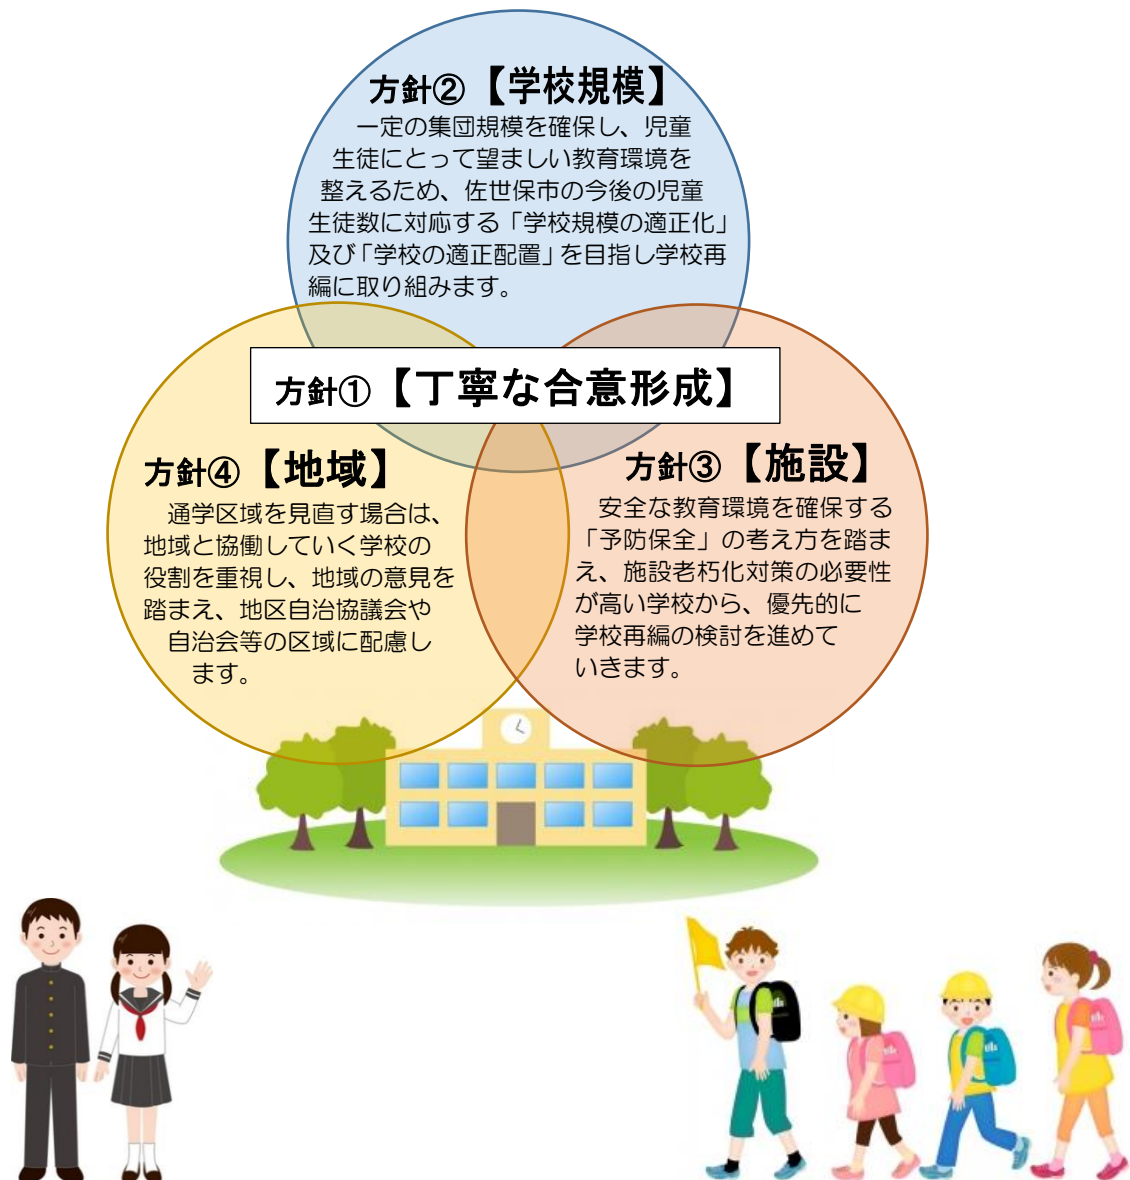 方針②【学校規模】
一定の集団規模を確保し、児童
生徒にとって望ましい教育環境を
整えるため、佐世保市の今後の児童
生徒数に対応する「学校規模の適正化」
及び「学校の適正配置」を目指し学校再
編に取り組みます。
方針①【丁寧な合意形成】
方針④【地域】
通学区域を見直す場合は、
地域と協働していく学校の
役割を重視し、地域の意見を
踏まえ、地区自治協議会や
自治会等の区域に配慮し
ます。
方針③【施設】
安全な教育環境を確保する
「予防保全」の考え方を踏ま
え、施設老朽化対策の必要性
が高い学校から、優先的に
学校再編の検討を進めて
いきます。